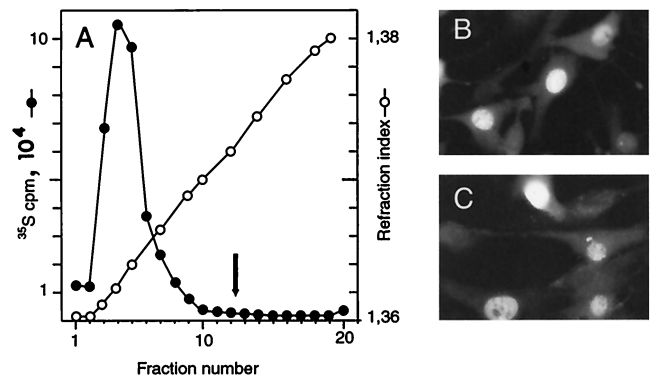 A
10
1
³⁵S cpm, 10⁴
1,38
1,36
Refraction index
1
10
20
Fraction number
B
C